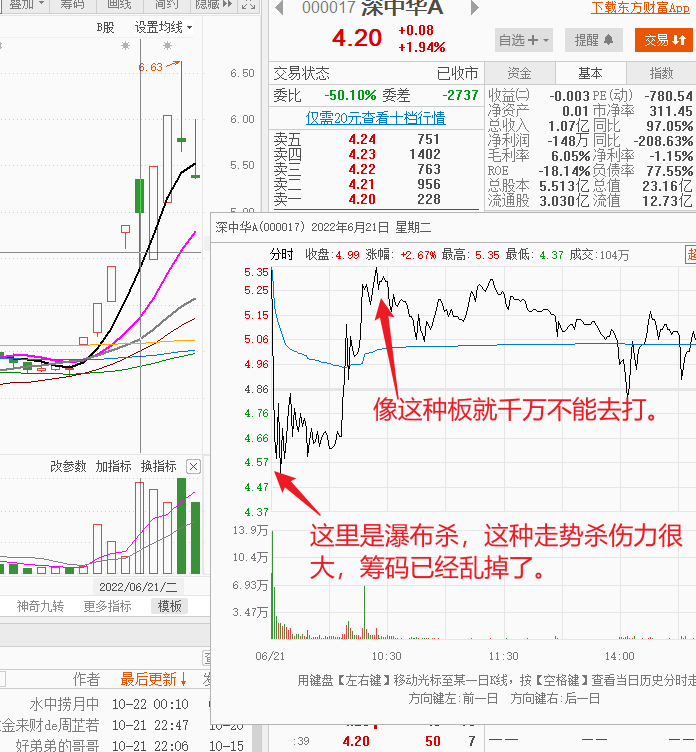 叠加 筹码 画线 简约 隐藏
B股 设置均线
6.63
6.50
6.00
5.50
5.00
000017 深中华A
下载东方财富App
4.20 +0.08
+1.94%
自选 + 提醒 交易
交易状态 已收市
委比 -50.10% 委差 -2737
仅需20元查看十档行情
卖五 4.24 751
卖四 4.23 1402
卖三 4.22 763
卖二 4.21 956
卖一 4.20 228
资金 基本 指数
收益㈡ -0.003 PE(动) -780.54
净资产 0.01 市净率 311.45
总收入 1.07亿 同比 97.05%
净利润 -148万 同比 -208.63%
毛利率 6.05% 净利率 -1.15%
ROE -18.14% 负债率 77.55%
总股本 5.513亿 总值 23.16亿
流通股 3.030亿 流值 12.73亿
深中华A(000017) 2022年6月21日 星期二
分时 收盘: 4.99 涨幅: +2.67% 最高: 5.35 最低: 4.37 成交: 104万
5.35
5.25
5.15
5.06
4.96
4.86
4.76
4.66
4.57
4.47
4.37
像这种板就千万不能去打。
这里是瀑布杀，这种走势杀伤力很
大，筹码已经乱掉了。
13.9万
10.4万
6.93万
3.47万
06/21 10:30 11:30 14:00
用键盘【左右键】移动光标至某一日K线，按【空格键】查看当日历史分时走
方向键左:前一日 方向键右:后一日
改参数 加指标 换指标
2022/06/21/二
神奇九转 更多指标 模板
作者 最后更新↓
水中捞月中 10-22 00:10
金来财de周芷若 10-21 22:47 10-20
好弟弟的哥哥 10-21 22:06 10-15
:39 4.20 50 7